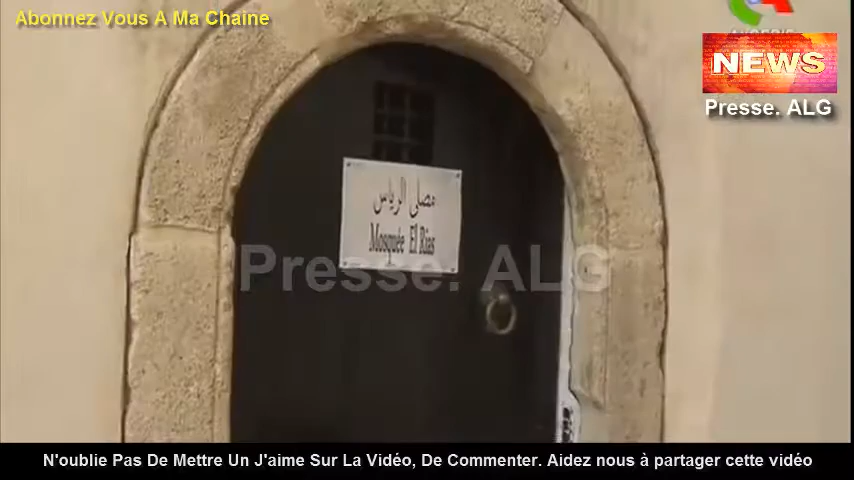 Abonnez Vous A Ma Chaine
NEWS
Presse. ALG
مصلى الرياس
Mosquée El Rias
Presse. ALG
N'oublie Pas De Mettre Un J'aime Sur La Vidéo, De Commenter. Aidez nous à partager cette vidéo